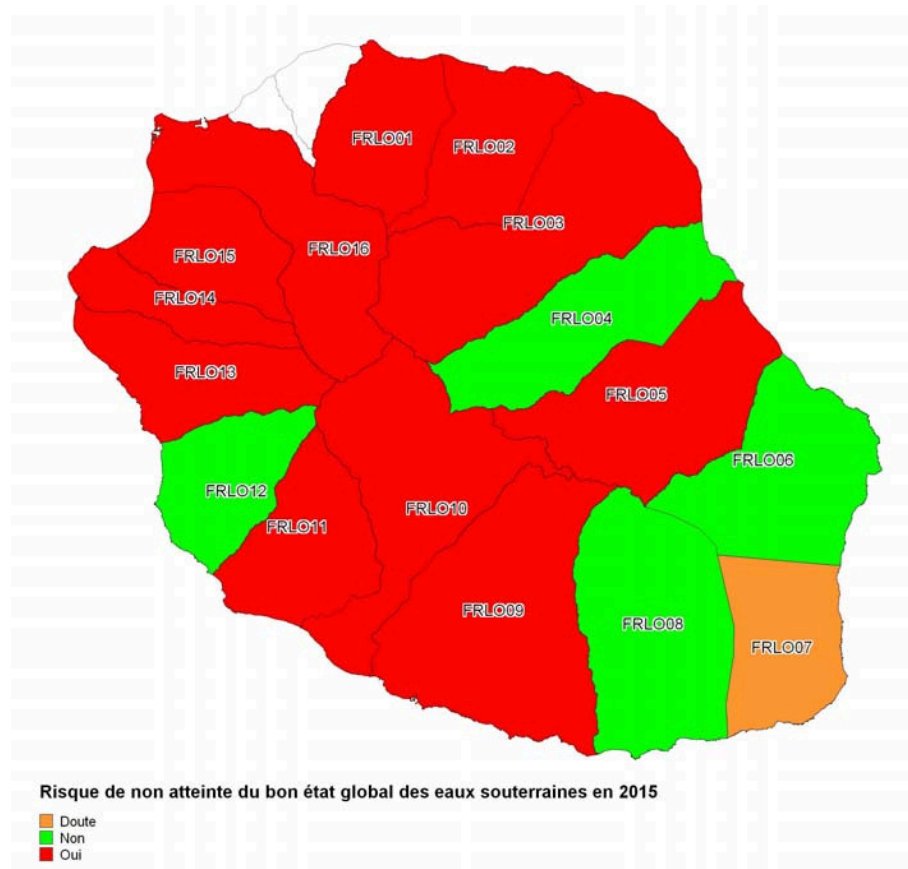 FRLO01
FRLO02
FRLO03
FRLO16
FRLO15
FRLO14
FRLO04
FRLO13
FRLO05
FRLO06
FRLO12
FRLO10
FRLO11
FRLO09
FRLO08
FRLO07
Risque de non atteinte du bon état global des eaux souterraines en 2015
Doute
Non
Oui